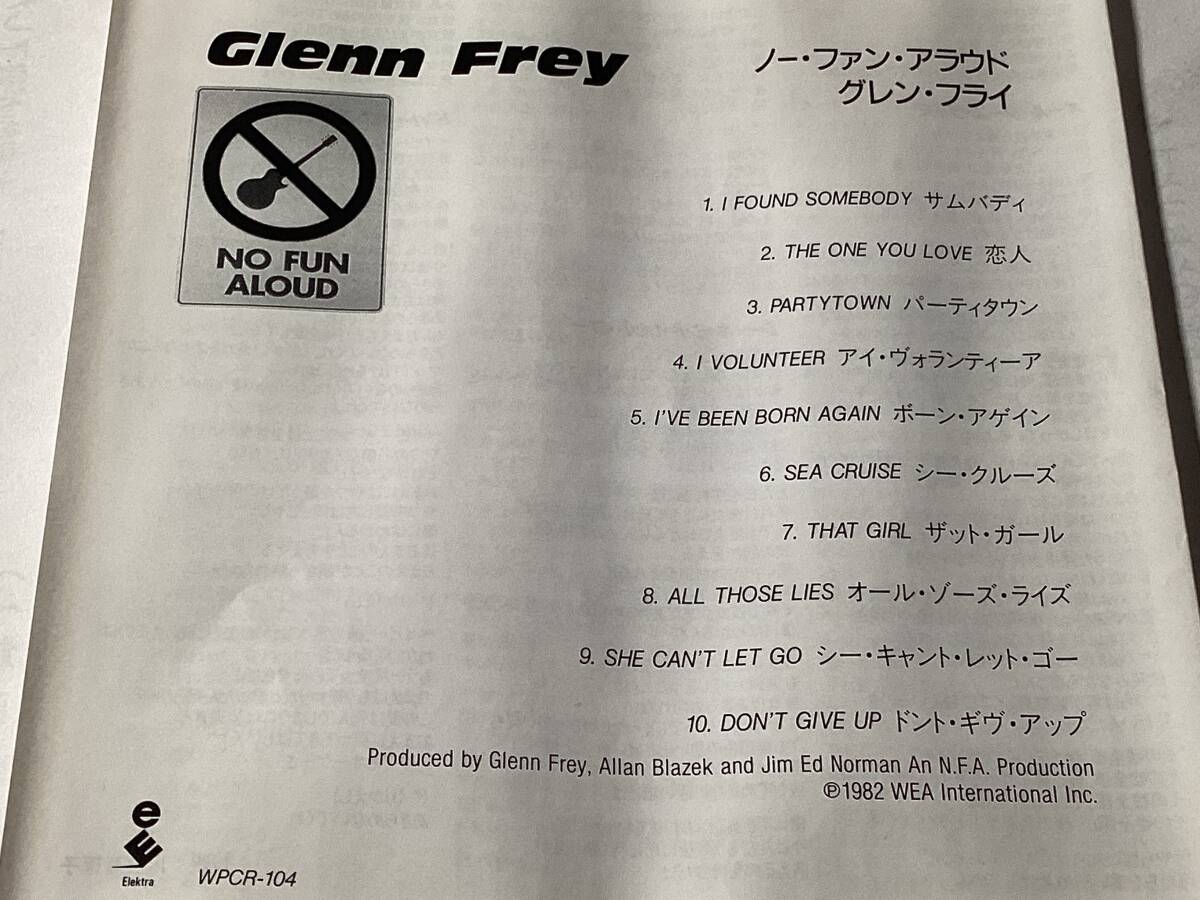 Glenn Frey
ノー・ファン・アラウド
グレン・フライ
NO FUN
ALOUD
1. I FOUND SOMEBODY サムバディ
2. THE ONE YOU LOVE 恋人
3. PARTYTOWN パーティタウン
4. I VOLUNTEER アイ・ヴォランティーア
5. I'VE BEEN BORN AGAIN ボーン・アゲイン
6. SEA CRUISE シー・クルーズ
7. THAT GIRL ザット・ガール
8. ALL THOSE LIES オール・ゾーズ・ライズ
9. SHE CAN'T LET GO シー・キャント・レット・ゴー
10. DON'T GIVE UP ドント・ギヴ・アップ
Produced by Glenn Frey, Allan Blazek and Jim Ed Norman An N.F.A. Production
℗1982 WEA International Inc.
e
E
Elektra
WPCR-104